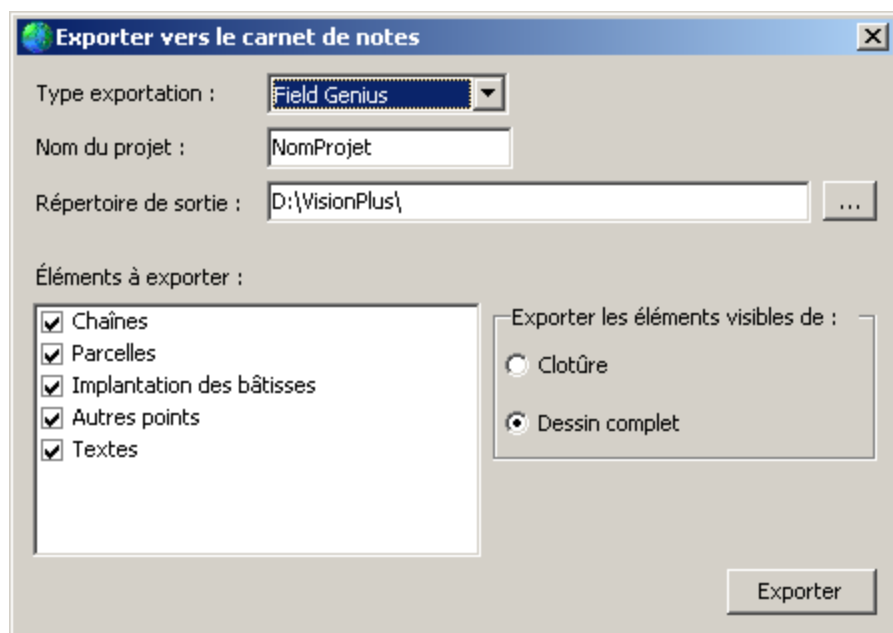 Exporter vers le carnet de notes
Type exportation :
Field Genius
Nom du projet :
NomProjet
Répertoire de sortie :
D:\VisionPlus\
...
Éléments à exporter :
Chaînes
Parcelles
Implantation des bâtisses
Autres points
Textes
Exporter les éléments visibles de :
Clotûre
Dessin complet
Exporter